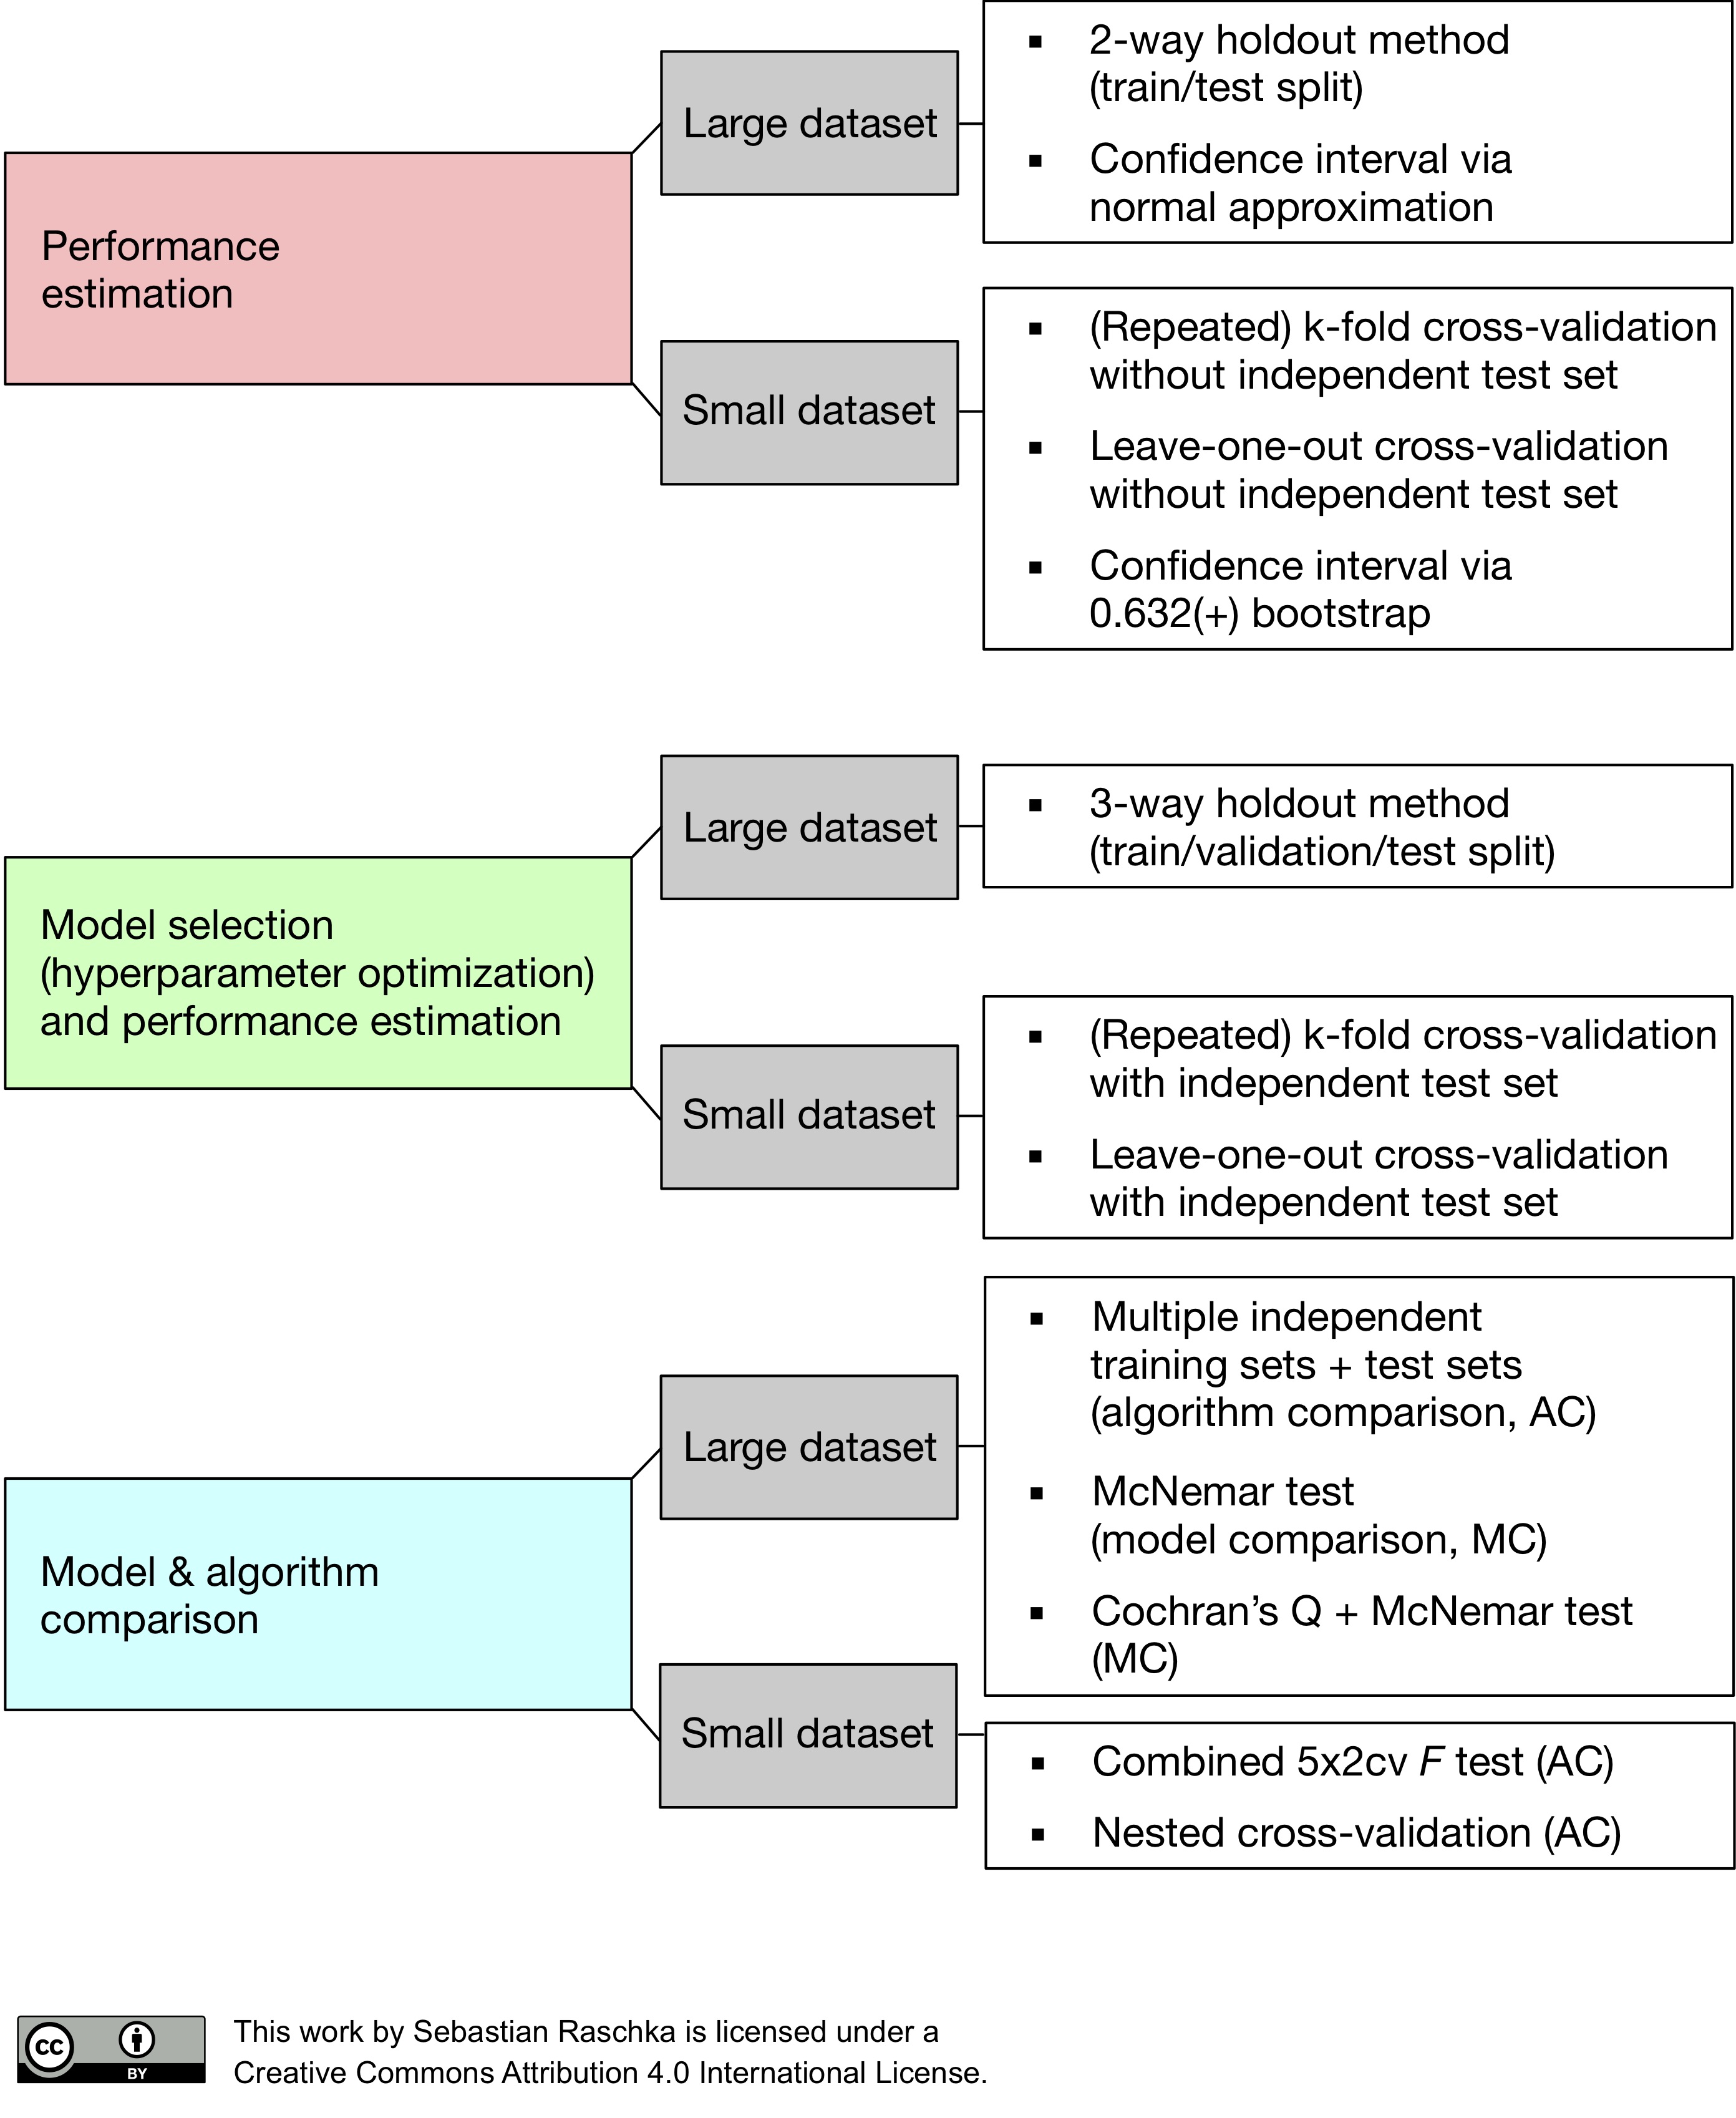 Performance
estimation
Large dataset
▪ 2-way holdout method
(train/test split)
▪ Confidence interval via
normal approximation
Small dataset
▪ (Repeated) k-fold cross-validation
without independent test set
▪ Leave-one-out cross-validation
without independent test set
▪ Confidence interval via
0.632(+) bootstrap
Model selection
(hyperparameter optimization)
and performance estimation
Large dataset
▪ 3-way holdout method
(train/validation/test split)
Small dataset
▪ (Repeated) k-fold cross-validation
with independent test set
▪ Leave-one-out cross-validation
with independent test set
Model & algorithm
comparison
Large dataset
▪ Multiple independent
training sets + test sets
(algorithm comparison, AC)
▪ McNemar test
(model comparison, MC)
▪ Cochran’s Q + McNemar test
(MC)
Small dataset
▪ Combined 5x2cv F test (AC)
▪ Nested cross-validation (AC)
cc
BY
This work by Sebastian Raschka is licensed under a
Creative Commons Attribution 4.0 International License.